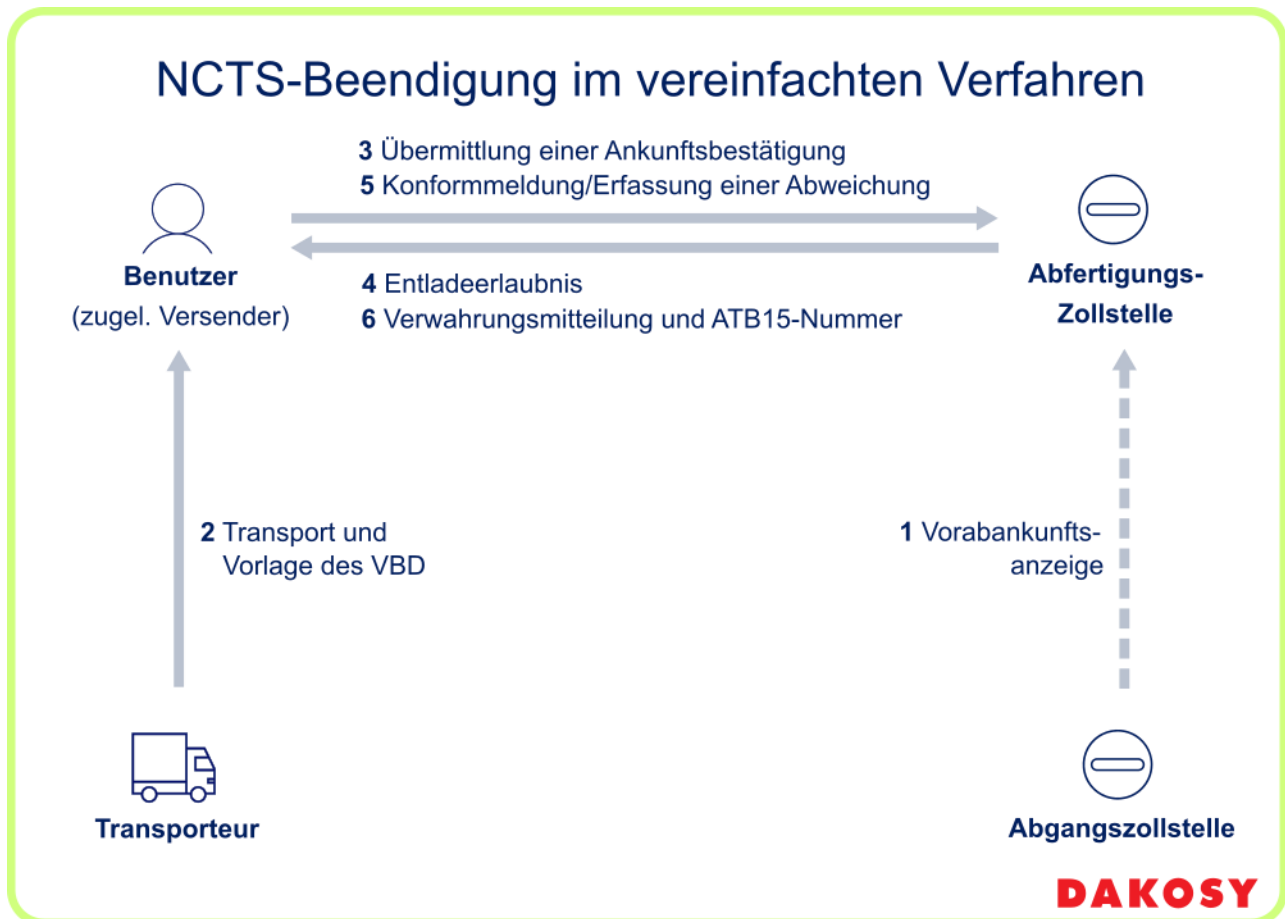 NCTS-Beendigung im vereinfachten Verfahren
3 Übermittlung einer Ankunftsbestätigung
5 Konformmeldung/Erfassung einer Abweichung
Benutzer
(zugel. Versender)
4 Entladeerlaubnis
6 Verwahrungsmitteilung und ATB15-Nummer
Abfertigungs-
Zollstelle
2 Transport und
Vorlage des VBD
1 Vorabankunfts-
anzeige
Transporteur
Abgangszollstelle
DAKOSY